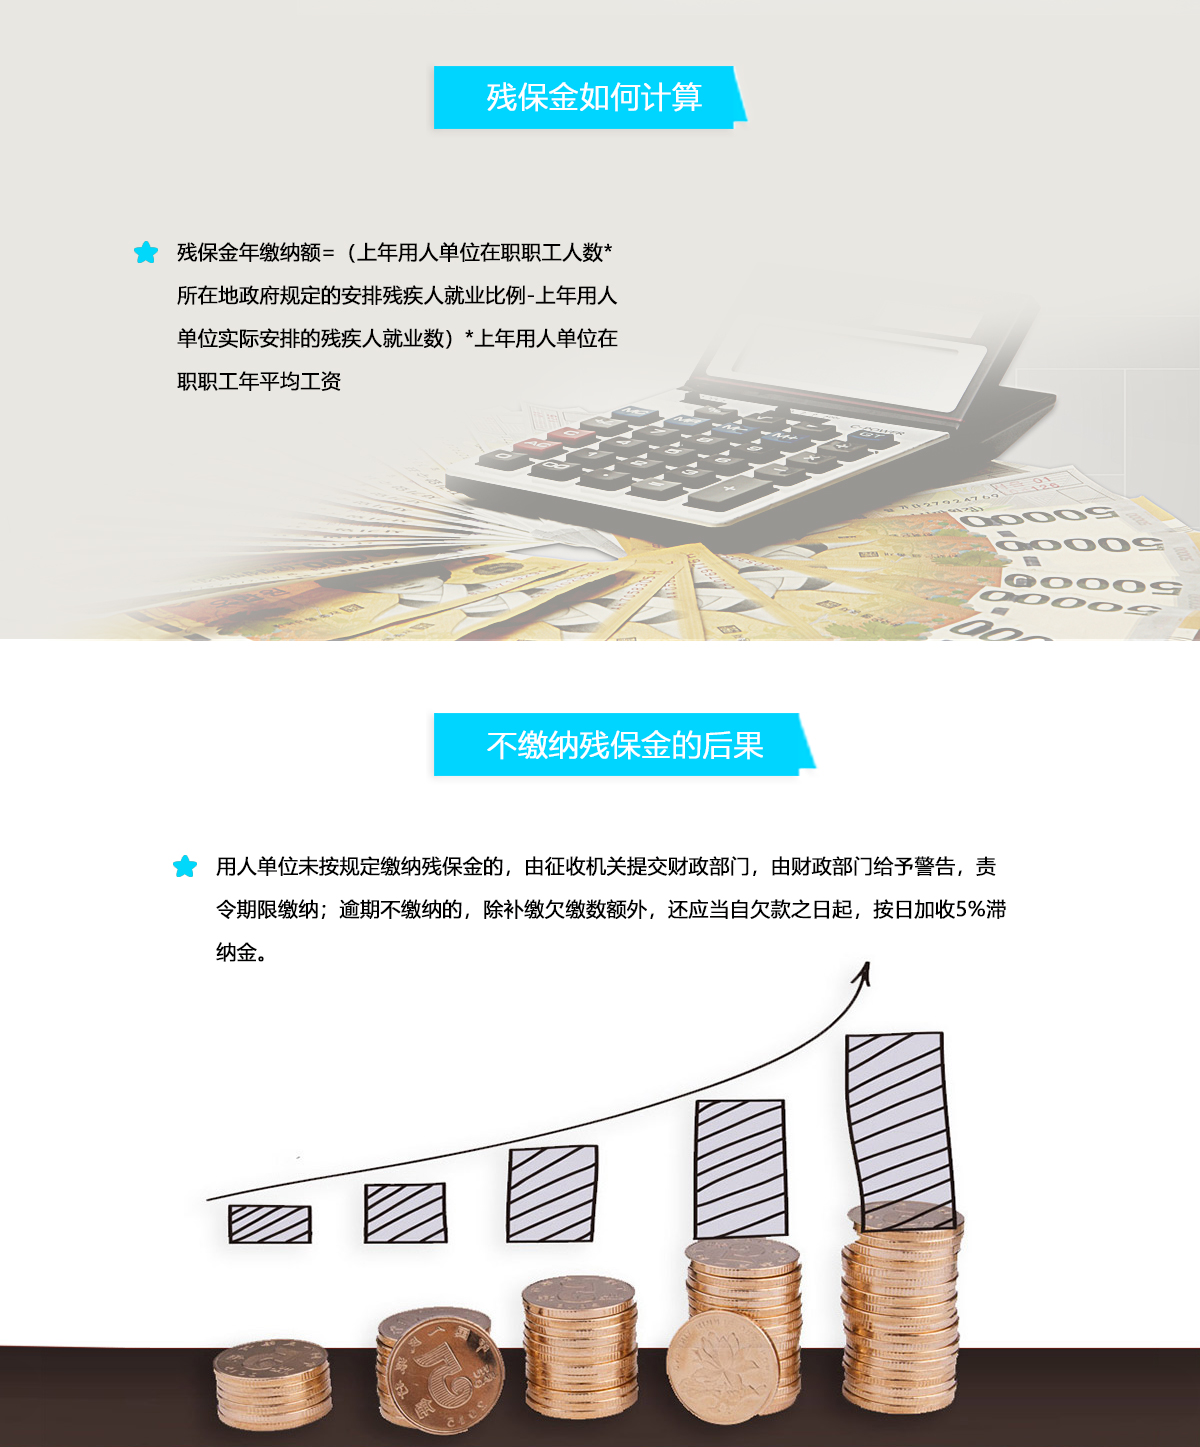 残保金如何计算
残保金年缴纳额=（上年用人单位在职职工人数*
所在地政府规定的安排残疾人就业比例-上年用人
单位实际安排的残疾人就业数）*上年用人单位在
职职工年平均工资
C-POWER
GT
27924769
50000
50000
50000
50000
不缴纳残保金的后果
用人单位未按规定缴纳残保金的，由征收机关提交财政部门，由财政部门给予警告，责
令期限缴纳；逾期不缴纳的，除补缴欠缴数额外，还应当自欠款之日起，按日加收5%滞
纳金。